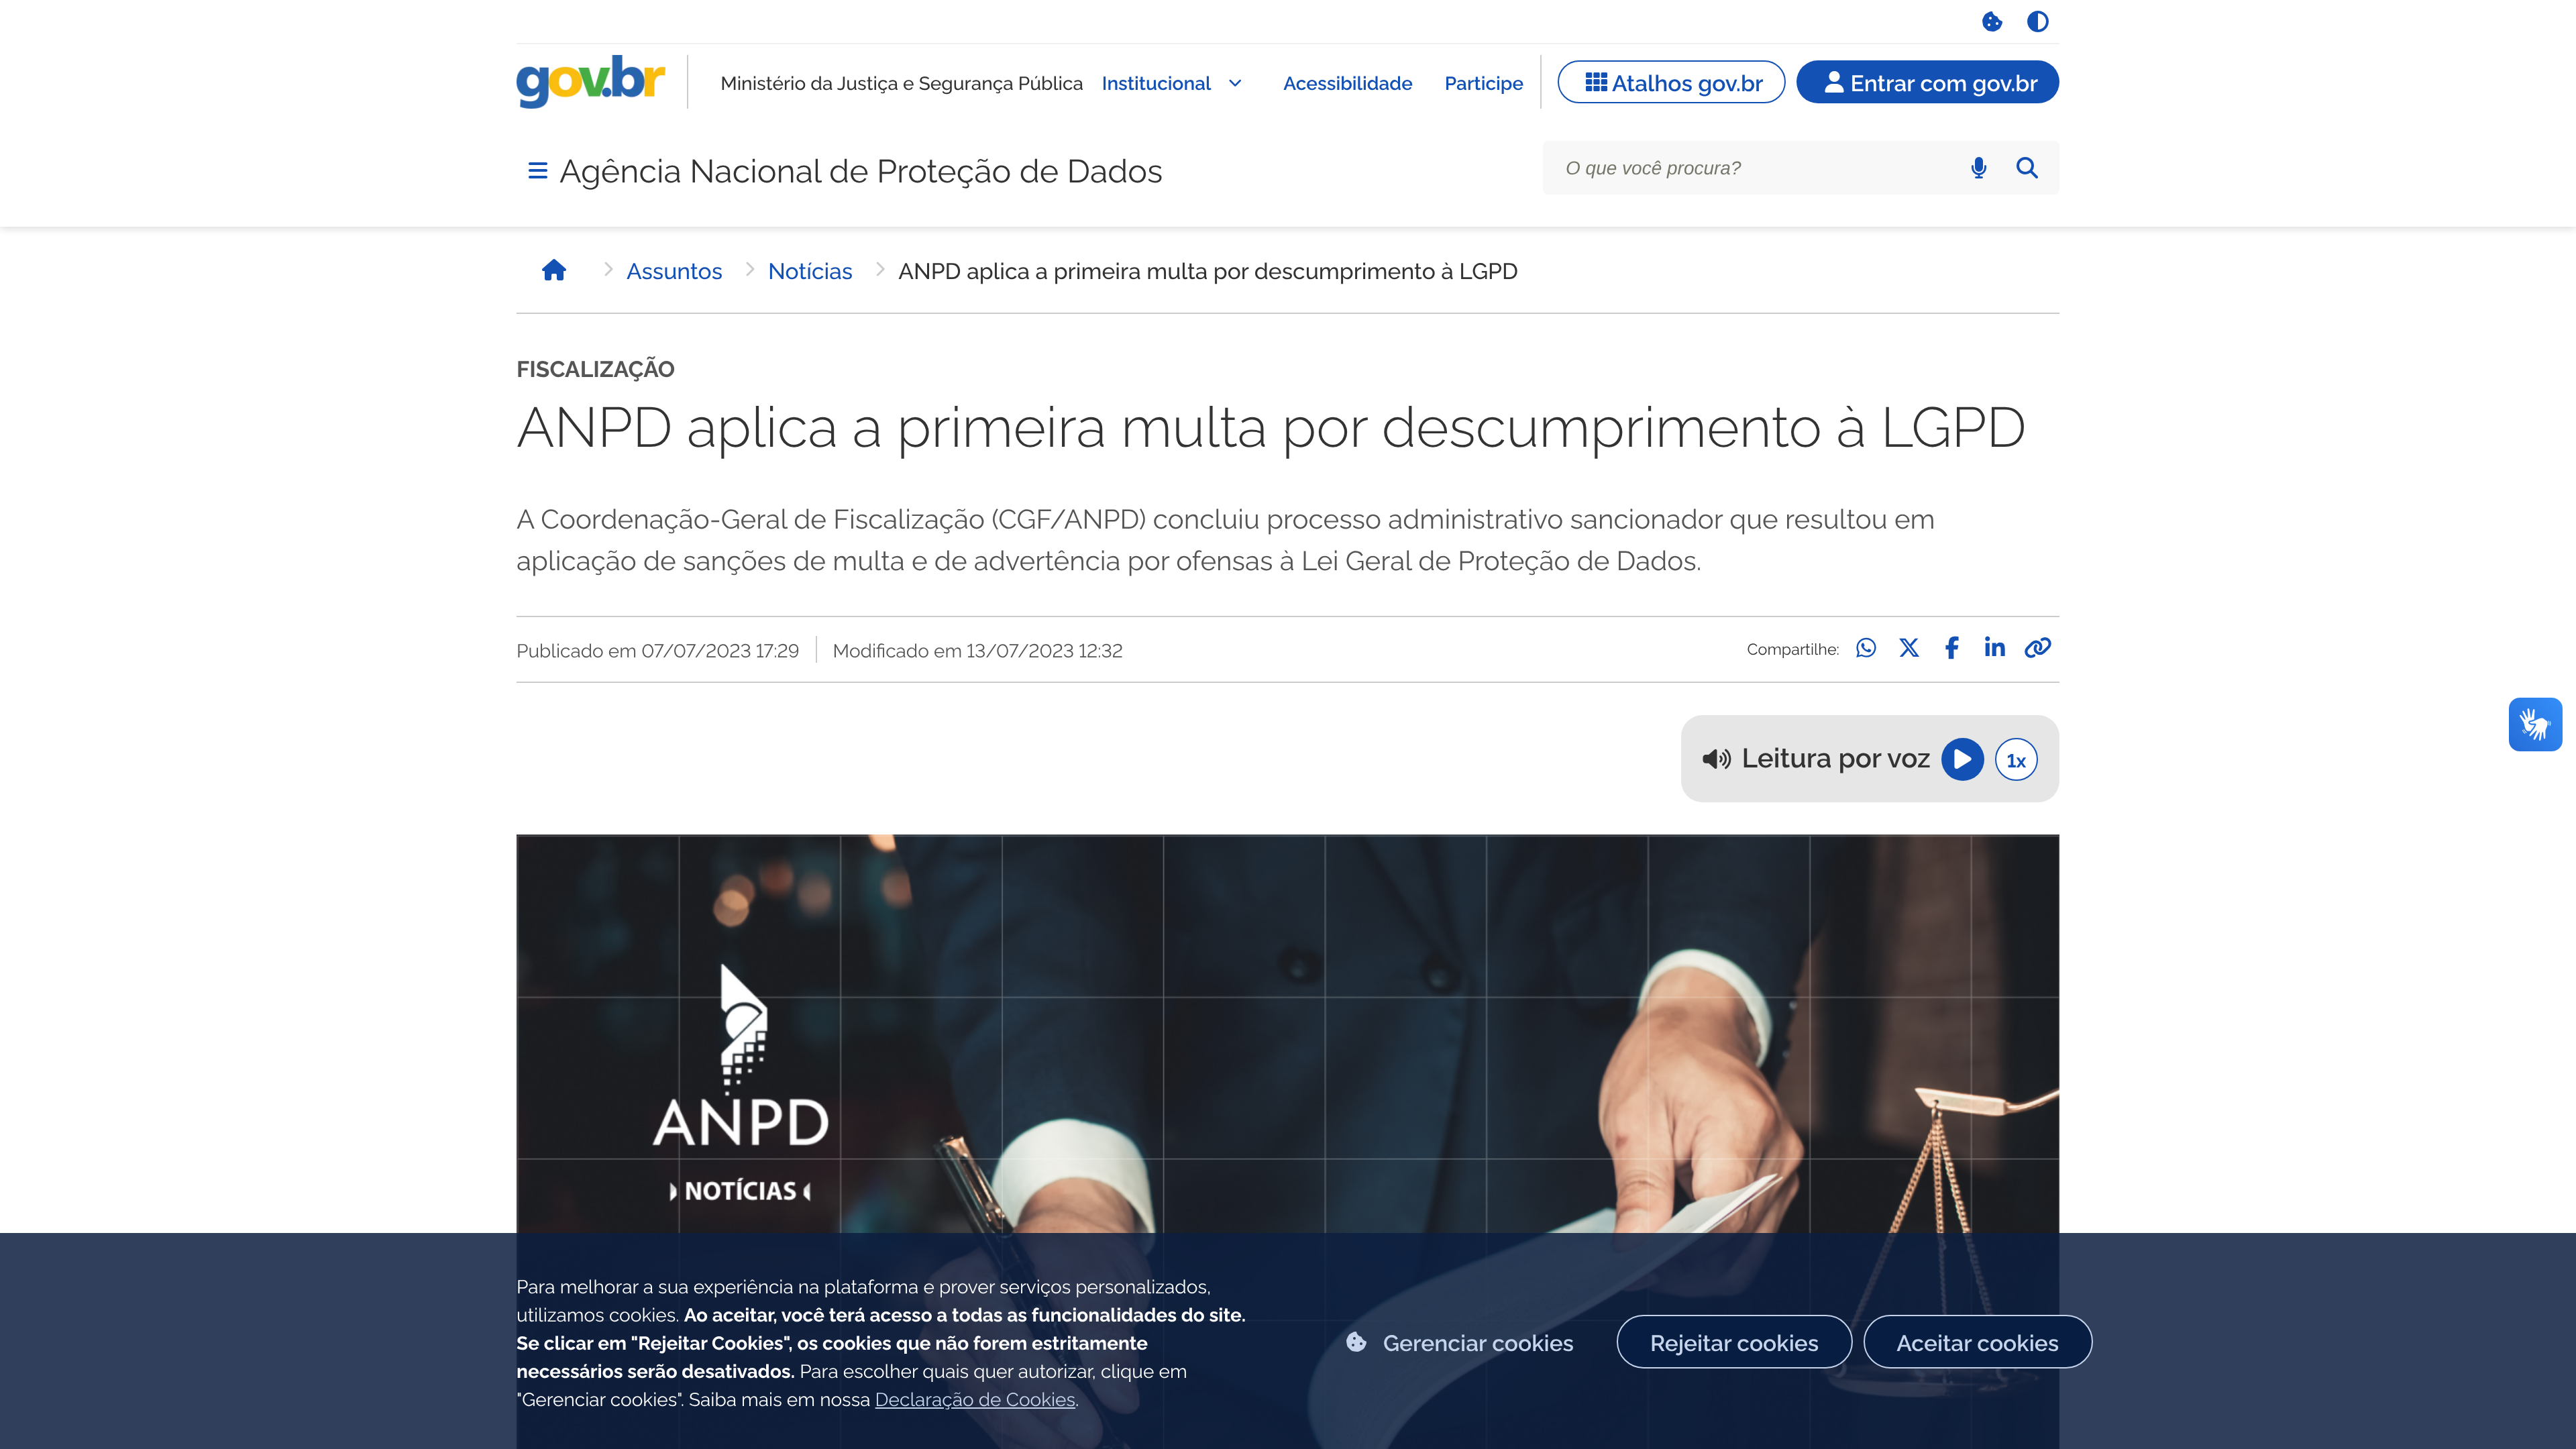 gov.br
Ministério da Justiça e Segurança Pública Institucional Acessibilidade Participe Atalhos gov.br Entrar com gov.br
Agência Nacional de Proteção de Dados
O que você procura?
Assuntos Notícias ANPD aplica a primeira multa por descumprimento à LGPD
FISCALIZAÇÃO
ANPD aplica a primeira multa por descumprimento à LGPD
A Coordenação-Geral de Fiscalização (CGF/ANPD) concluiu processo administrativo sancionador que resultou em
aplicação de sanções de multa e de advertência por ofensas à Lei Geral de Proteção de Dados.
Publicado em 07/07/2023 17:29 Modificado em 13/07/2023 12:32 Compartilhe:
Leitura por voz 1x
ANPD
NOTÍCIAS
Para melhorar a sua experiência na plataforma e prover serviços personalizados,
utilizamos cookies. Ao aceitar, você terá acesso a todas as funcionalidades do site.
Se clicar em "Rejeitar Cookies", os cookies que não forem estritamente
necessários serão desativados. Para escolher quais quer autorizar, clique em
"Gerenciar cookies". Saiba mais em nossa Declaração de Cookies.
Gerenciar cookies Rejeitar cookies Aceitar cookies